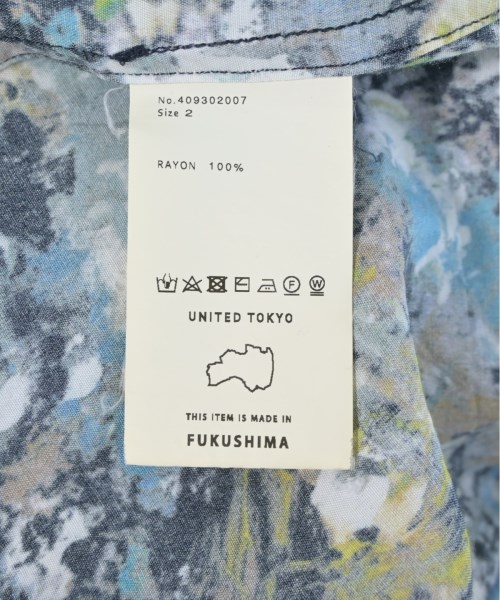 No.409302007
Size 2
RAYON 100%
F W
UNITED TOKYO
THIS ITEM IS MADE IN
FUKUSHIMA